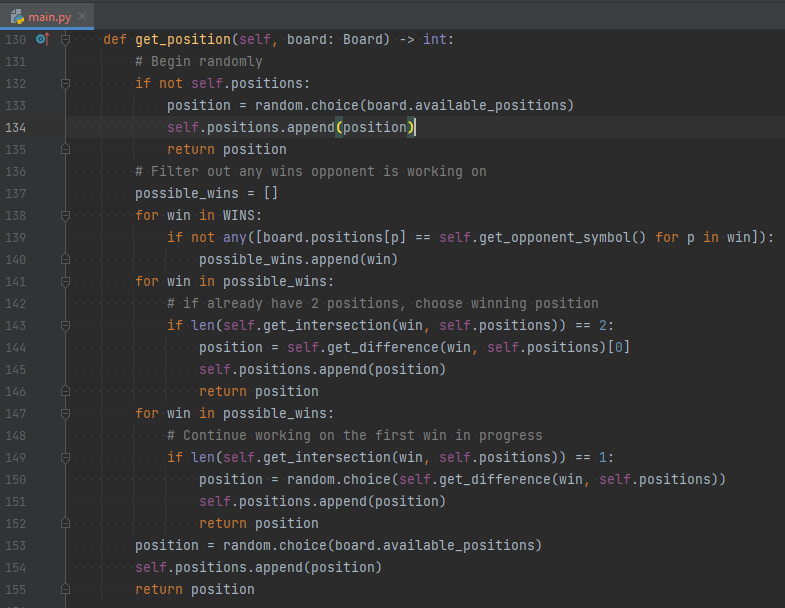 main.py
130 def get_position(self, board: Board) -> int:
131 # Begin randomly
132 if not self.positions:
133 position = random.choice(board.available_positions)
134 self.positions.append(position)
135 return position
136 # Filter out any wins opponent is working on
137 possible_wins = []
138 for win in WINS:
139 if not any([board.positions[p] == self.get_opponent_symbol() for p in win]):
140 possible_wins.append(win)
141 for win in possible_wins:
142 # if already have 2 positions, choose winning position
143 if len(self.get_intersection(win, self.positions)) == 2:
144 position = self.get_difference(win, self.positions)[0]
145 self.positions.append(position)
146 return position
147 for win in possible_wins:
148 # Continue working on the first win in progress
149 if len(self.get_intersection(win, self.positions)) == 1:
150 position = random.choice(self.get_difference(win, self.positions))
151 self.positions.append(position)
152 return position
153 position = random.choice(board.available_positions)
154 self.positions.append(position)
155 return position